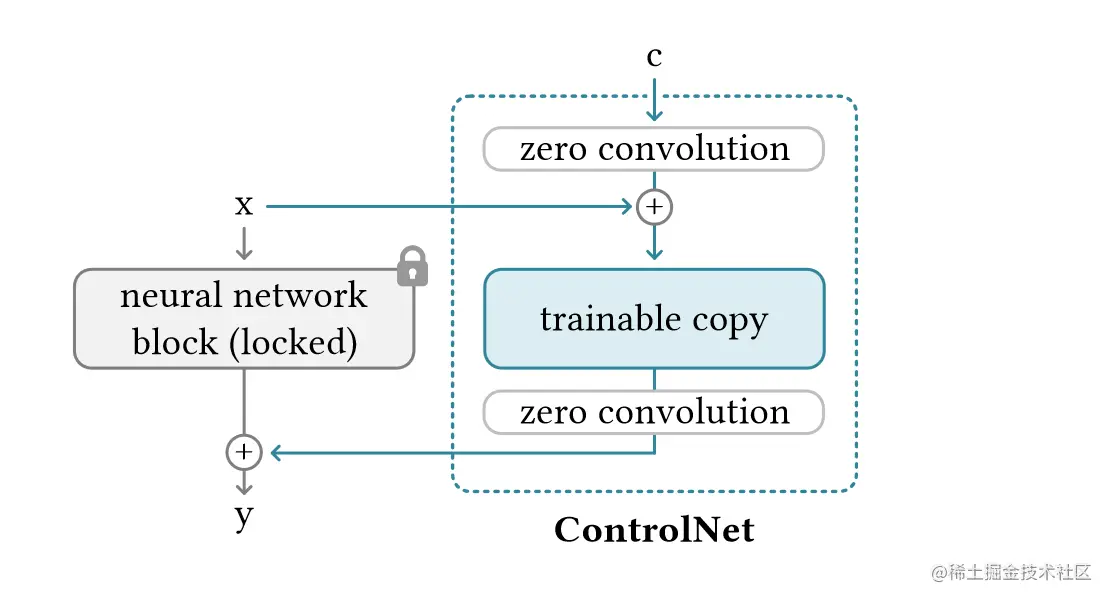 c
zero convolution
x
+
neural network
block (locked)
trainable copy
zero convolution
+
y
ControlNet
@稀土掘金技术社区